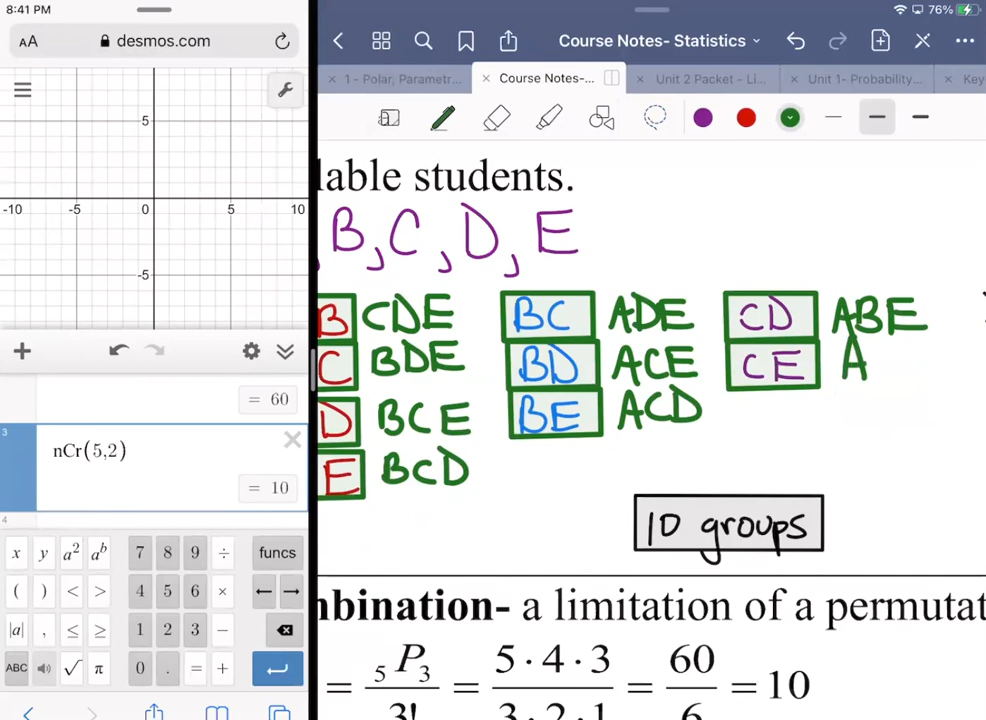 8:41 PM
76%
AA desmos.com
Course Notes- Statistics
× 1 - Polar, Parametr...
× Course Notes-...
× Unit 2 Packet - Li...
× Unit 1- Probability...
× Key
5
-10 -5 0 5 10
-5
= 60
3
nCr(5,2)
= 10
4
x y a² aᵇ 7 8 9 ÷ funcs
( ) < > 4 5 6 × ← →
|a| , ≤ ≥ 1 2 3 −
ABC √ π 0 . = +
lable students.
B, C, D, E
B CDE BC ADE CD ABE
C BDE BD ACE CE A
D BCE BE ACD
E BCD
10 groups
mbination- a limitation of a permutat
= ₅P₃ / 3! = 5 · 4 · 3 / 3 · 2 · 1 = 60 / 6 = 10